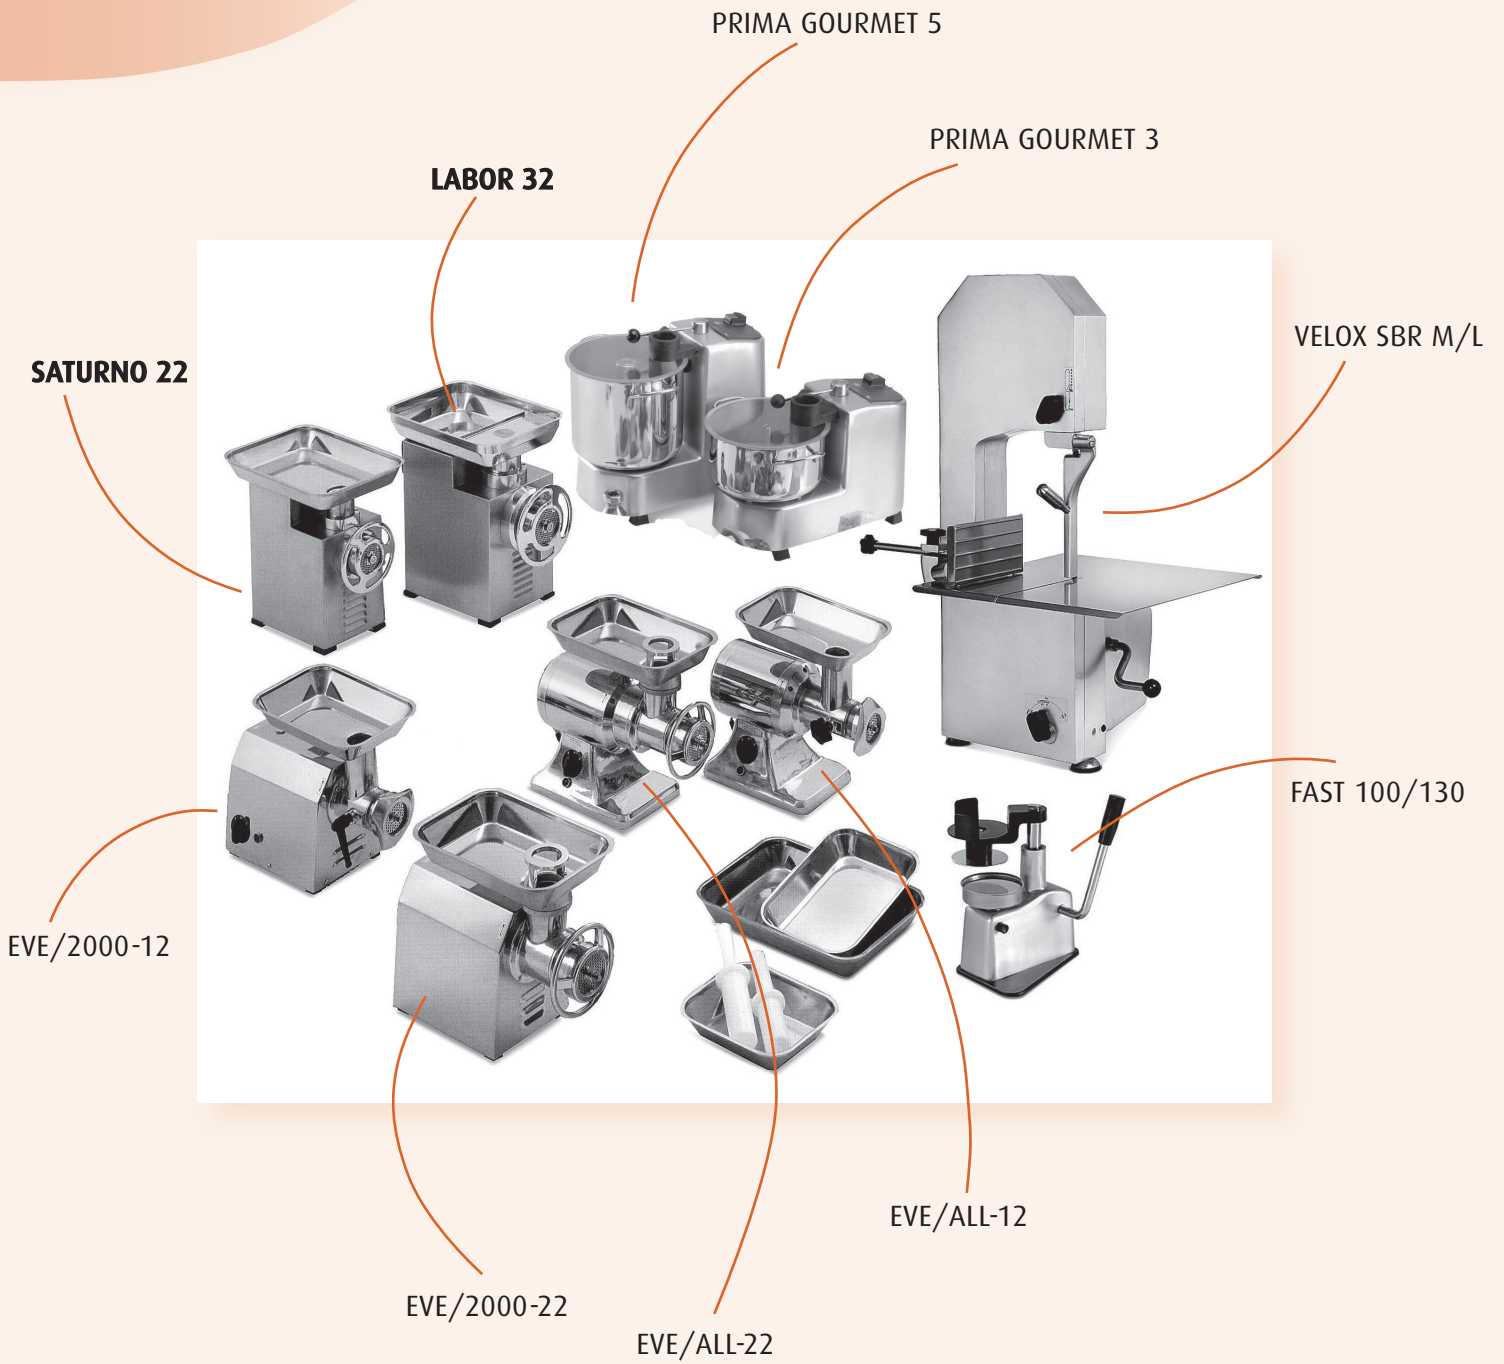 PRIMA GOURMET 5
PRIMA GOURMET 3
LABOR 32
VELOX SBR M/L
SATURNO 22
FAST 100/130
EVE/2000-12
EVE/ALL-12
EVE/2000-22
EVE/ALL-22